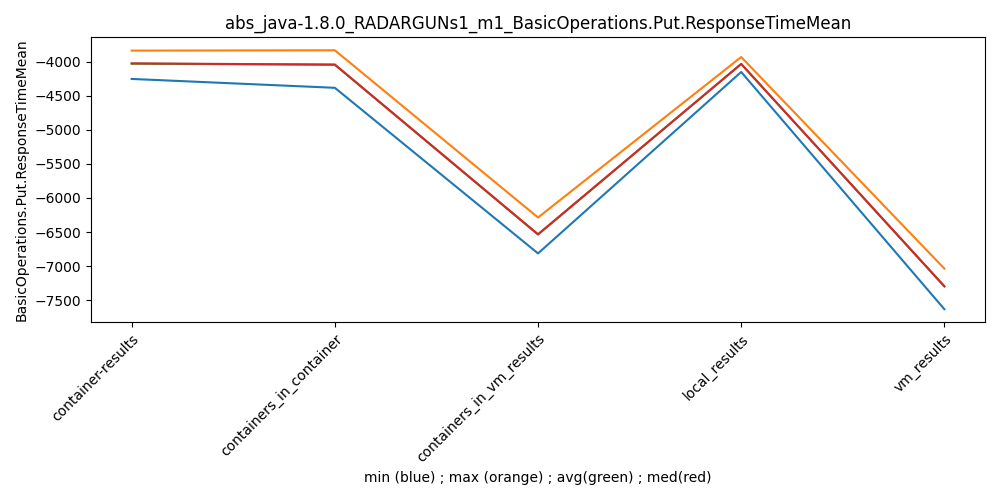 abs_java-1.8.0_RADARGUNs1_m1_BasicOperations.Put.ResponseTimeMean
BasicOperations.Put.ResponseTimeMean
−4000
−4500
−5000
−5500
−6000
−6500
−7000
−7500
container-results
containers_in_container
containers_in_vm_results
local_results
vm_results
min (blue) ; max (orange) ; avg(green) ; med(red)